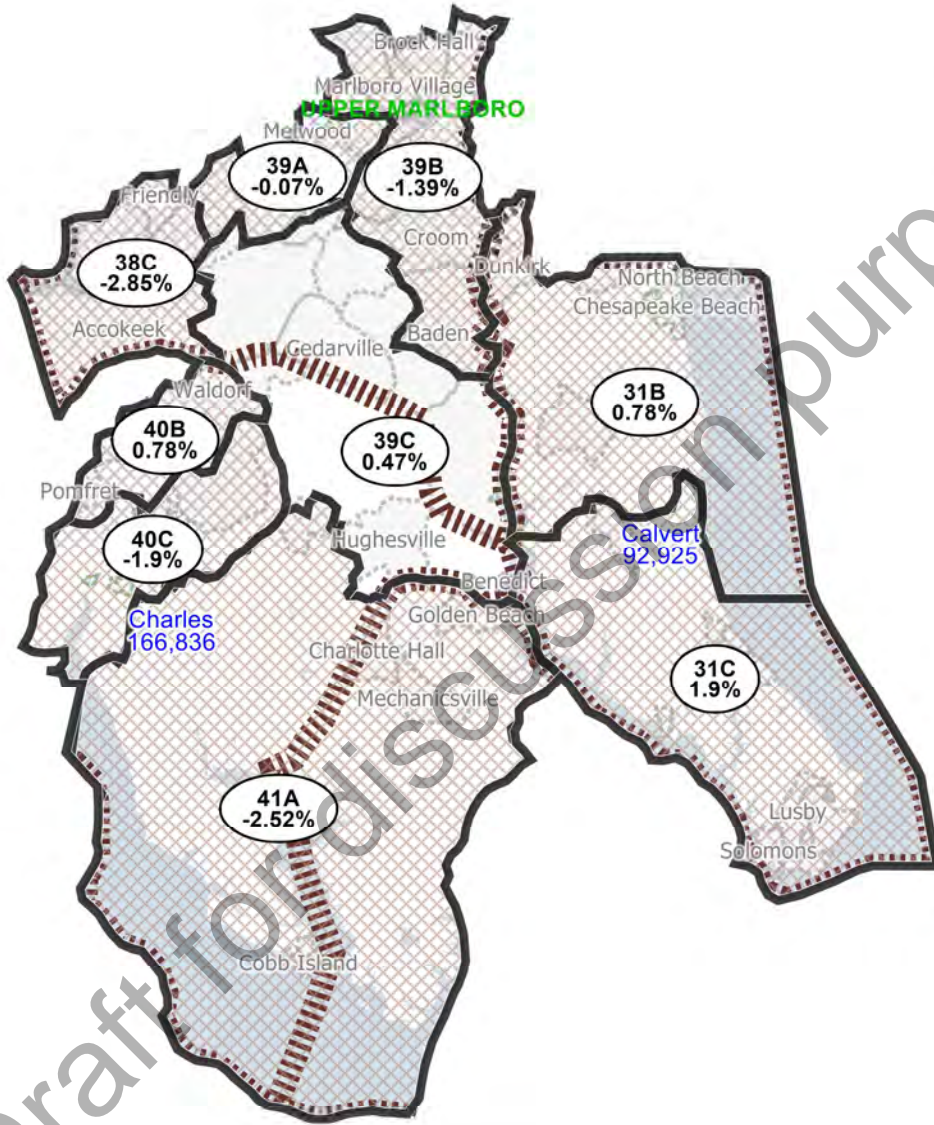 Brock Hall
Marlboro Village
UPPER MARLBORO
Melwood
39A
-0.07%
39B
-1.39%
Friendly
Croom
38C
-2.85%
Dunkirk
North Beach
Chesapeake Beach
Accokeek
Baden
Cedarville
Waldorf
31B
0.78%
40B
0.78%
39C
0.47%
Pomfret
40C
-1.9%
Hughesville
Calvert
92,925
Benedict
Charles
166,836
Golden Beach
Charlotte Hall
31C
1.9%
Mechanicsville
41A
-2.52%
Lusby
Solomons
Cobb Island
Draft for discussion purp